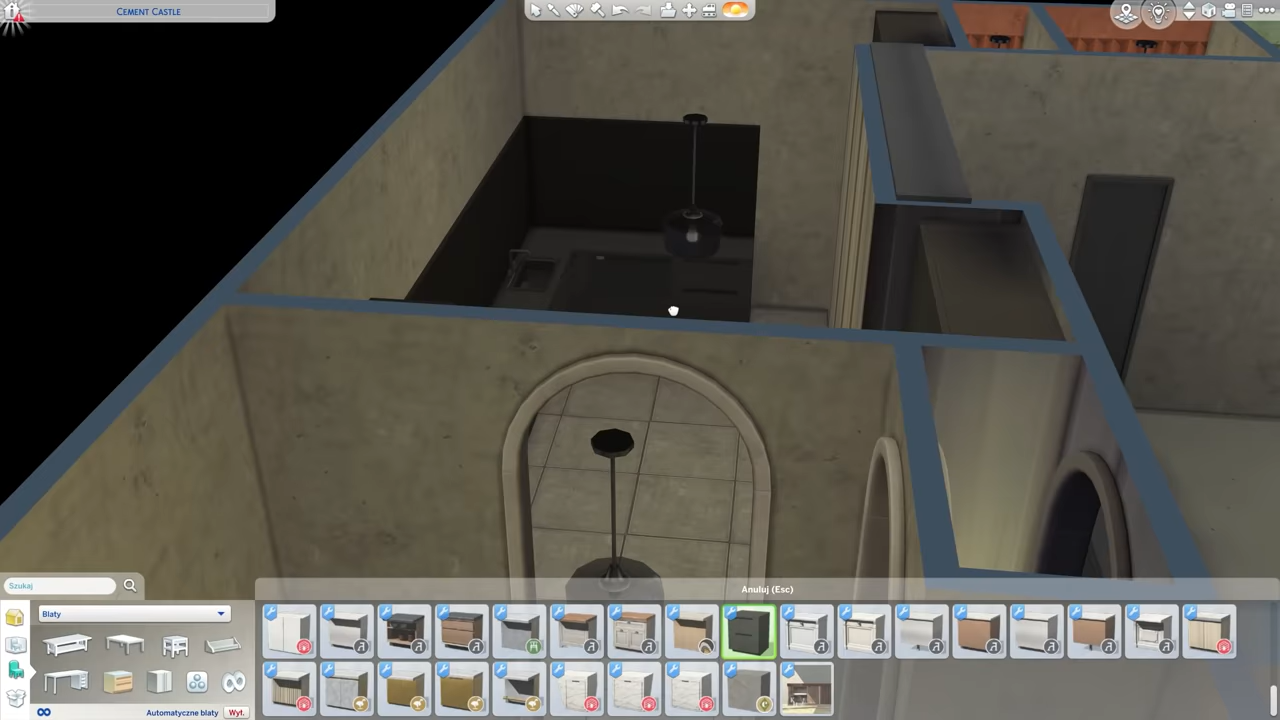 CEMENT CASTLE
Anuluj (Esc)
Szukaj
Blaty
Automatyczne blaty
Wył.